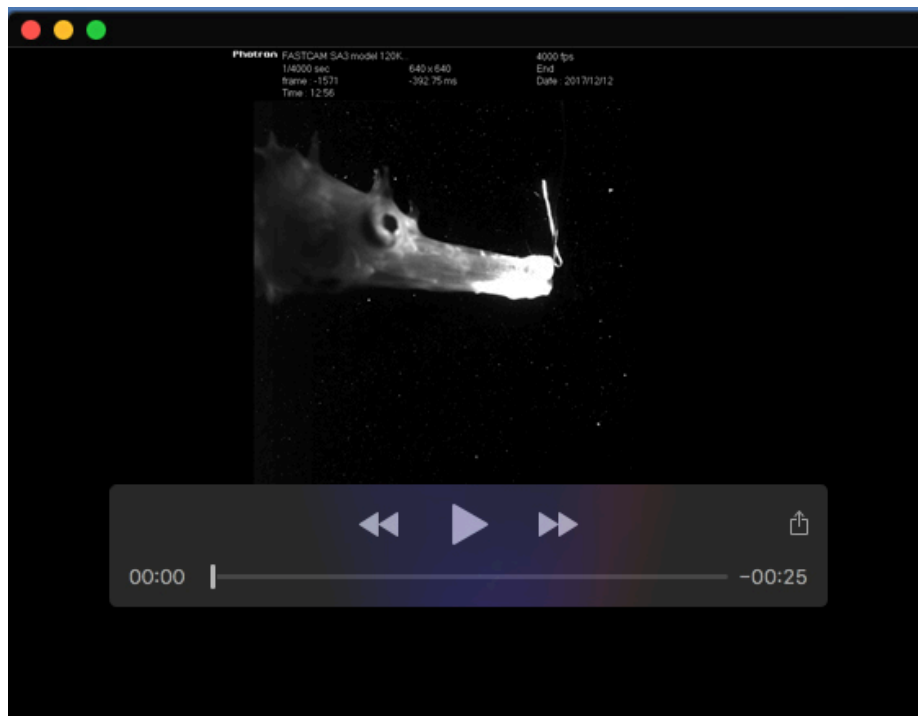 Photron FASTCAM SA3 model 120K... 4000 fps
1/4000 sec 640 x 640 End
frame : -1571 -392.75 ms Date : 2017/12/12
Time : 12:56
00:00 -00:25